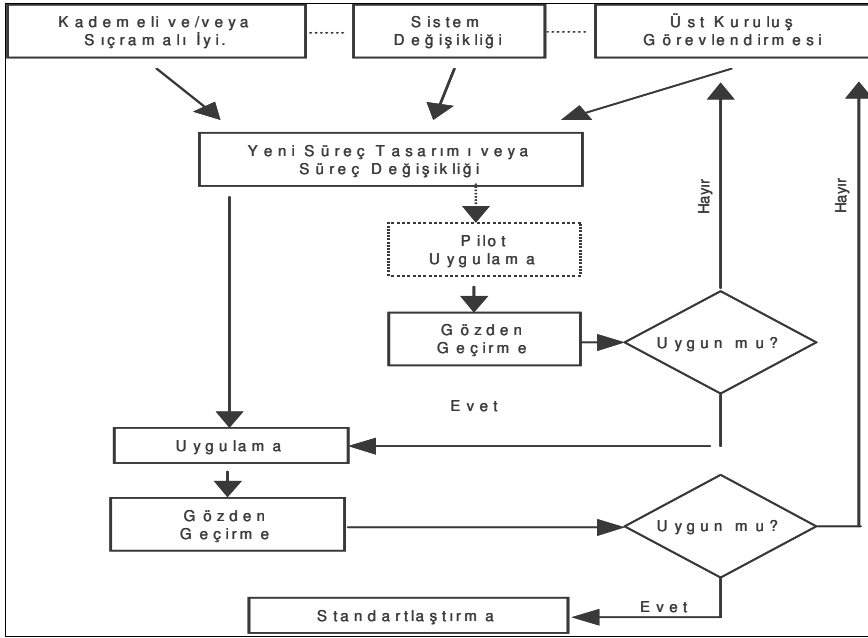 Kademeli ve/veya
Sıçramalı İyi.
Sistem
Değişikliği
Üst Kuruluş
Görevlendirmesi
Yeni Süreç Tasarımı veya
Süreç Değişikliği
Hayır
Hayır
Pilot
Uygulama
Gözden
Geçirme
Uygun mu?
Evet
Uygulama
Gözden
Geçirme
Uygun mu?
Evet
Standartlaştırma